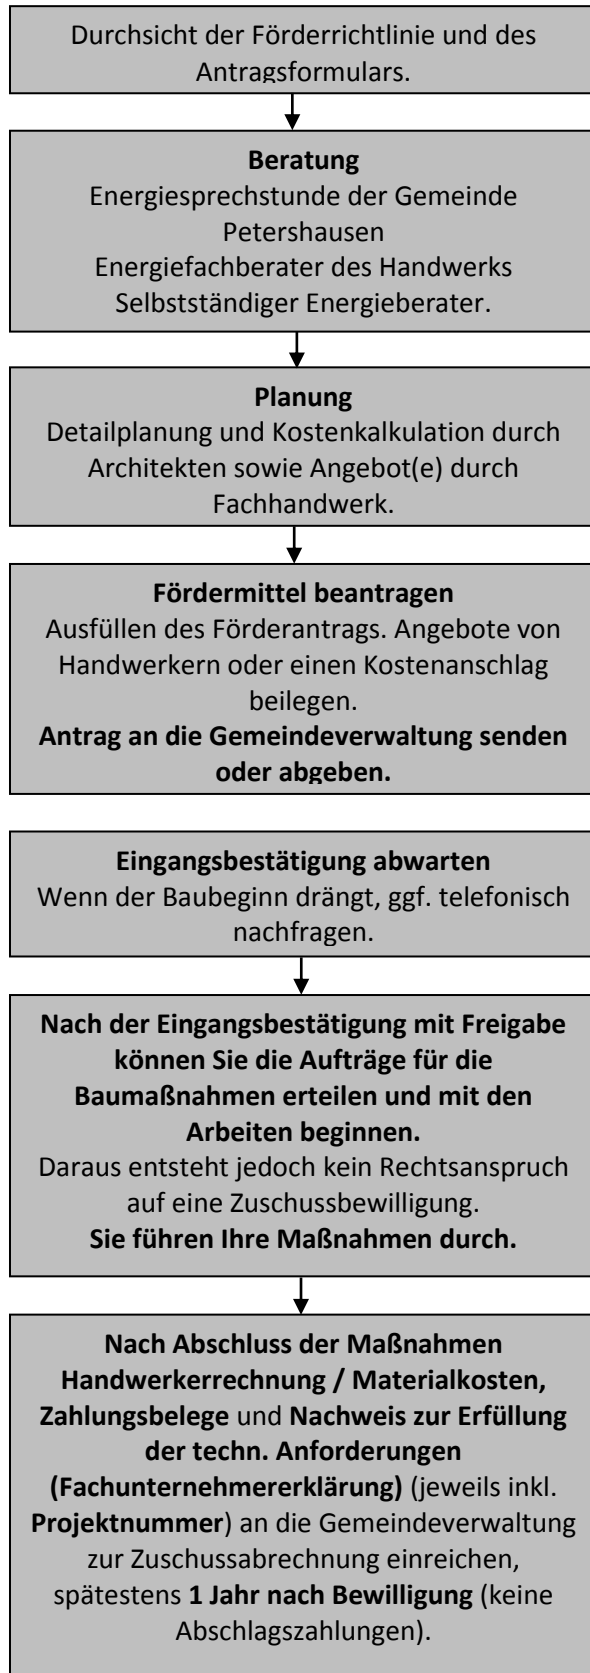 Durchsicht der Förderrichtlinie und des
Antragsformulars.
Beratung
Energiesprechstunde der Gemeinde
Petershausen
Energiefachberater des Handwerks
Selbstständiger Energieberater.
Planung
Detailplanung und Kostenkalkulation durch
Architekten sowie Angebot(e) durch
Fachhandwerk.
Fördermittel beantragen
Ausfüllen des Förderantrags. Angebote von
Handwerkern oder einen Kostenanschlag
beilegen.
Antrag an die Gemeindeverwaltung senden
oder abgeben.
Eingangsbestätigung abwarten
Wenn der Baubeginn drängt, ggf. telefonisch
nachfragen.
Nach der Eingangsbestätigung mit Freigabe
können Sie die Aufträge für die
Baumaßnahmen erteilen und mit den
Arbeiten beginnen.
Daraus entsteht jedoch kein Rechtsanspruch
auf eine Zuschussbewilligung.
Sie führen Ihre Maßnahmen durch.
Nach Abschluss der Maßnahmen
Handwerkerrechnung / Materialkosten,
Zahlungsbelege und Nachweis zur Erfüllung
der techn. Anforderungen
(Fachunternehmererklärung) (jeweils inkl.
Projektnummer) an die Gemeindeverwaltung
zur Zuschussabrechnung einreichen,
spätestens 1 Jahr nach Bewilligung (keine
Abschlagszahlungen).